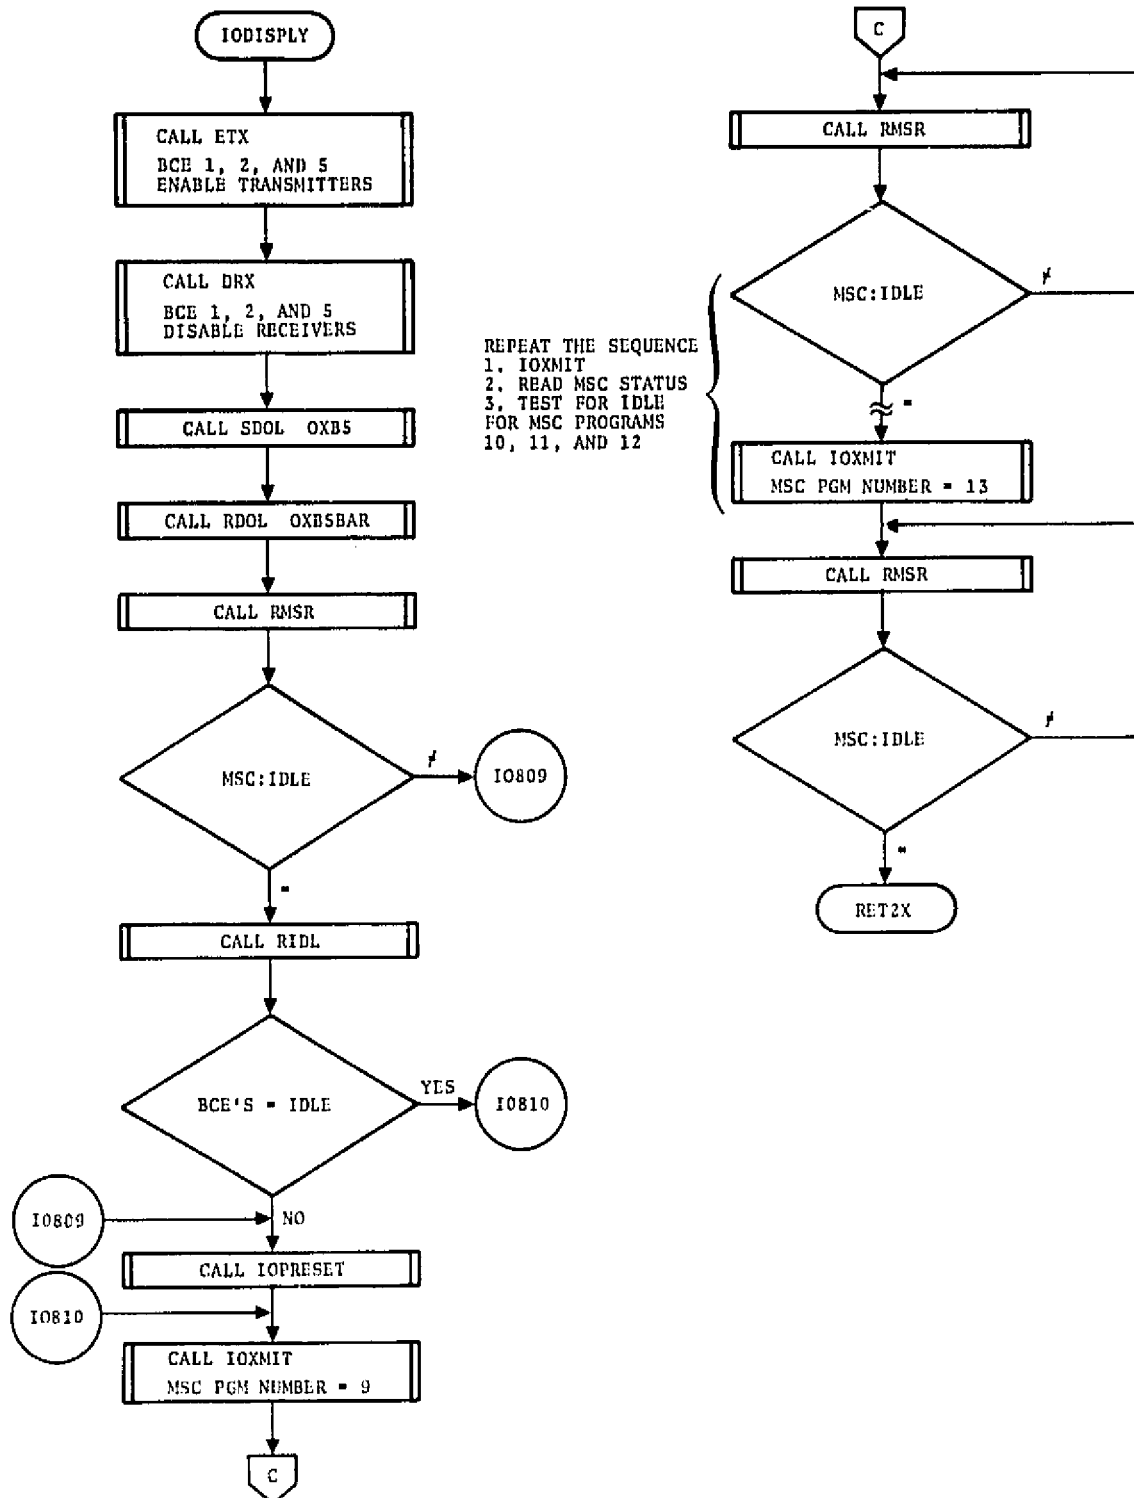 IODISPLY
CALL ETX
BCE 1, 2, AND 5
ENABLE TRANSMITTERS
CALL DRX
BCE 1, 2, AND 5
DISABLE RECEIVERS
CALL SDOL OXB5
CALL RDOL OXB5BAR
CALL RMSR
MSC:IDLE
≠
IO809
=
CALL RIDL
BCE'S = IDLE
YES
IO810
NO
IO809
CALL IOPRESET
IO810
CALL IOXMIT
MSC PGM NUMBER = 9
C
C
CALL RMSR
MSC:IDLE
≠
REPEAT THE SEQUENCE
1. IOXMIT
2. READ MSC STATUS
3. TEST FOR IDLE
FOR MSC PROGRAMS
10, 11, AND 12
=
CALL IOXMIT
MSC PGM NUMBER = 13
CALL RMSR
MSC:IDLE
≠
=
RET2X